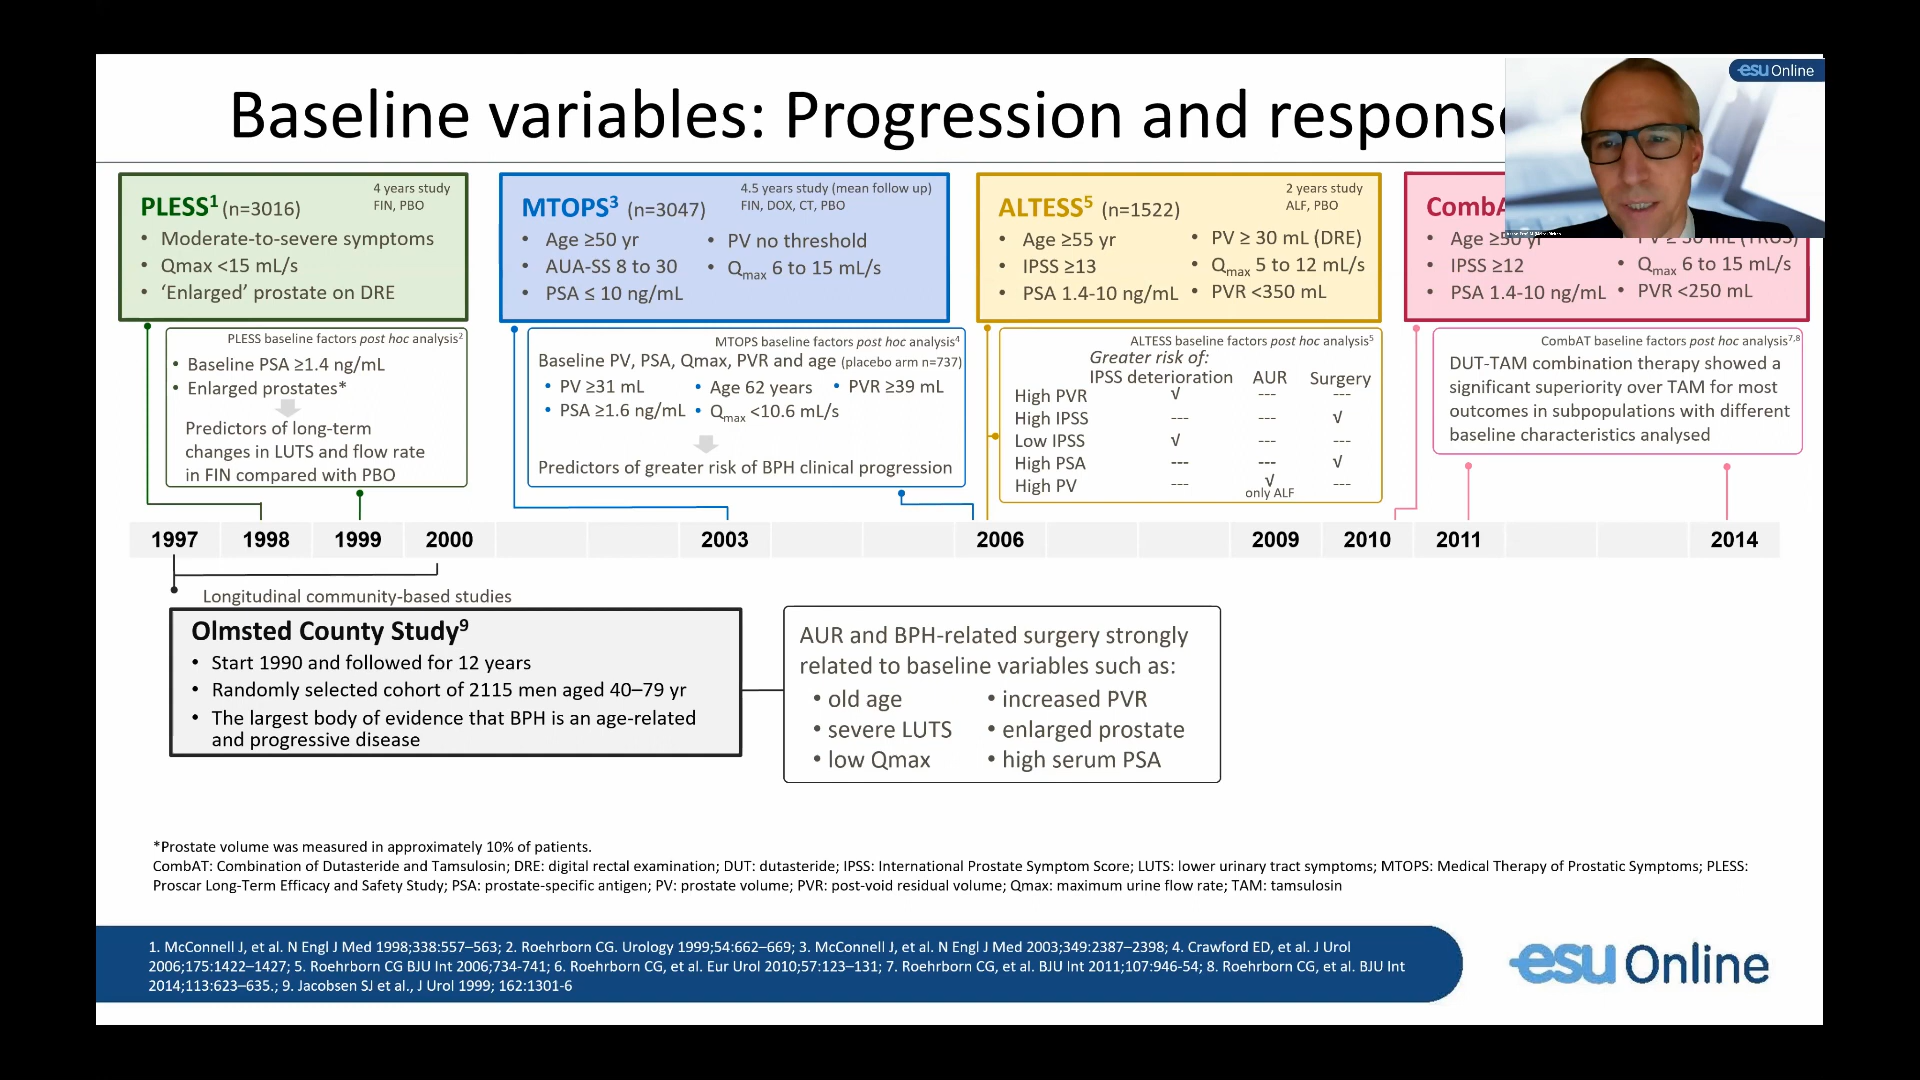 Baseline variables: Progression and respons
esu Online
PLESS1 (n=3016)
4 years study
FIN, PBO
• Moderate-to-severe symptoms
• Qmax <15 mL/s
• ‘Enlarged’ prostate on DRE
MTOPS3 (n=3047)
4.5 years study (mean follow up)
FIN, DOX, CT, PBO
• Age ≥50 yr
• AUA-SS 8 to 30
• PSA ≤ 10 ng/mL
• PV no threshold
• Qmax 6 to 15 mL/s
ALTESS5 (n=1522)
2 years study
ALF, PBO
• Age ≥55 yr
• IPSS ≥13
• PSA 1.4-10 ng/mL
• PV ≥ 30 mL (DRE)
• Qmax 5 to 12 mL/s
• PVR <350 mL
CombA
• Age ≥50 yr
• IPSS ≥12
• PSA 1.4-10 ng/mL
• PV ≥ 30 mL (TRUS)
• Qmax 6 to 15 mL/s
• PVR <250 mL
PLESS baseline factors post hoc analysis2
• Baseline PSA ≥1.4 ng/mL
• Enlarged prostates*
Predictors of long-term
changes in LUTS and flow rate
in FIN compared with PBO
MTOPS baseline factors post hoc analysis4
Baseline PV, PSA, Qmax, PVR and age (placebo arm n=737)
• PV ≥31 mL • Age 62 years • PVR ≥39 mL
• PSA ≥1.6 ng/mL • Qmax <10.6 mL/s
Predictors of greater risk of BPH clinical progression
ALTESS baseline factors post hoc analysis5
Greater risk of:
IPSS deterioration AUR Surgery
High PVR √ --- ---
High IPSS --- --- √
Low IPSS √ --- ---
High PSA --- --- √
High PV --- √ ---
only ALF
CombAT baseline factors post hoc analysis7,8
DUT-TAM combination therapy showed a
significant superiority over TAM for most
outcomes in subpopulations with different
baseline characteristics analysed
1997 1998 1999 2000 2003 2006 2009 2010 2011 2014
Longitudinal community-based studies
Olmsted County Study9
• Start 1990 and followed for 12 years
• Randomly selected cohort of 2115 men aged 40–79 yr
• The largest body of evidence that BPH is an age-related
and progressive disease
AUR and BPH-related surgery strongly
related to baseline variables such as:
• old age • increased PVR
• severe LUTS • enlarged prostate
• low Qmax • high serum PSA
*Prostate volume was measured in approximately 10% of patients.
CombAT: Combination of Dutasteride and Tamsulosin; DRE: digital rectal examination; DUT: dutasteride; IPSS: International Prostate Symptom Score; LUTS: lower urinary tract symptoms; MTOPS: Medical Therapy of Prostatic Symptoms; PLESS:
Proscar Long-Term Efficacy and Safety Study; PSA: prostate-specific antigen; PV: prostate volume; PVR: post-void residual volume; Qmax: maximum urine flow rate; TAM: tamsulosin
1. McConnell J, et al. N Engl J Med 1998;338:557–563; 2. Roehrborn CG. Urology 1999;54:662–669; 3. McConnell J, et al. N Engl J Med 2003;349:2387–2398; 4. Crawford ED, et al. J Urol
2006;175:1422–1427; 5. Roehrborn CG BJU Int 2006;734-741; 6. Roehrborn CG, et al. Eur Urol 2010;57:123–131; 7. Roehrborn CG, et al. BJU Int 2011;107:946-54; 8. Roehrborn CG, et al. BJU Int
2014;113:623–635.; 9. Jacobsen SJ et al., J Urol 1999; 162:1301-6
esu Online